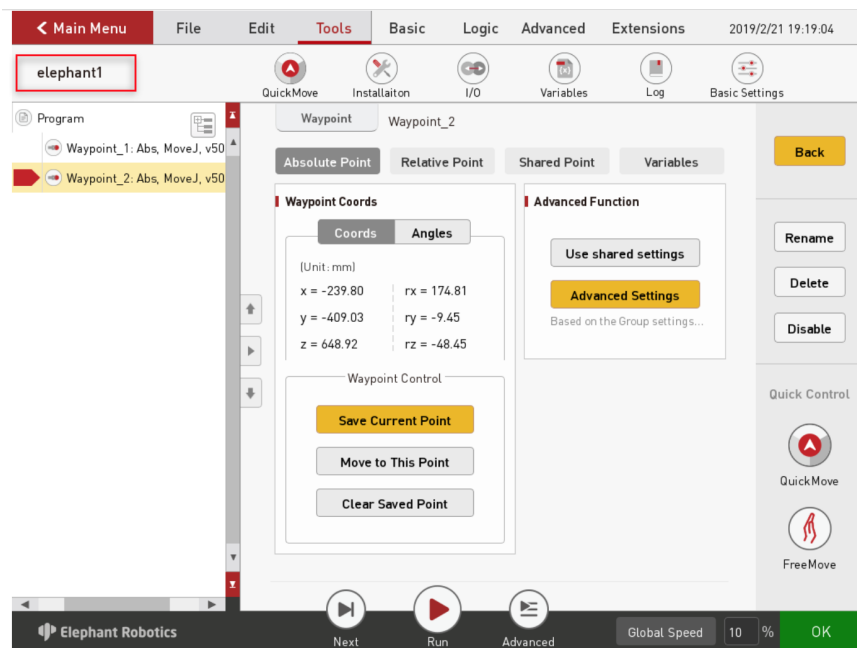 Main Menu File Edit Tools Basic Logic Advanced Extensions 2019/2/21 19:19:04
elephant1
QuickMove Installaiton I/O Variables Log Basic Settings
Program
Waypoint_1: Abs, MoveJ, v50
Waypoint_2: Abs, MoveJ, v50
Waypoint Waypoint_2
Absolute Point Relative Point Shared Point Variables
Waypoint Coords
Coords Angles
(Unit: mm)
x = -239.80 rx = 174.81
y = -409.03 ry = -9.45
z = 648.92 rz = -48.45
Waypoint Control
Save Current Point
Move to This Point
Clear Saved Point
Advanced Function
Use shared settings
Advanced Settings
Based on the Group settings...
Back
Rename
Delete
Disable
Quick Control
QuickMove
FreeMove
Elephant Robotics
Next Run Advanced
Global Speed 10 % OK